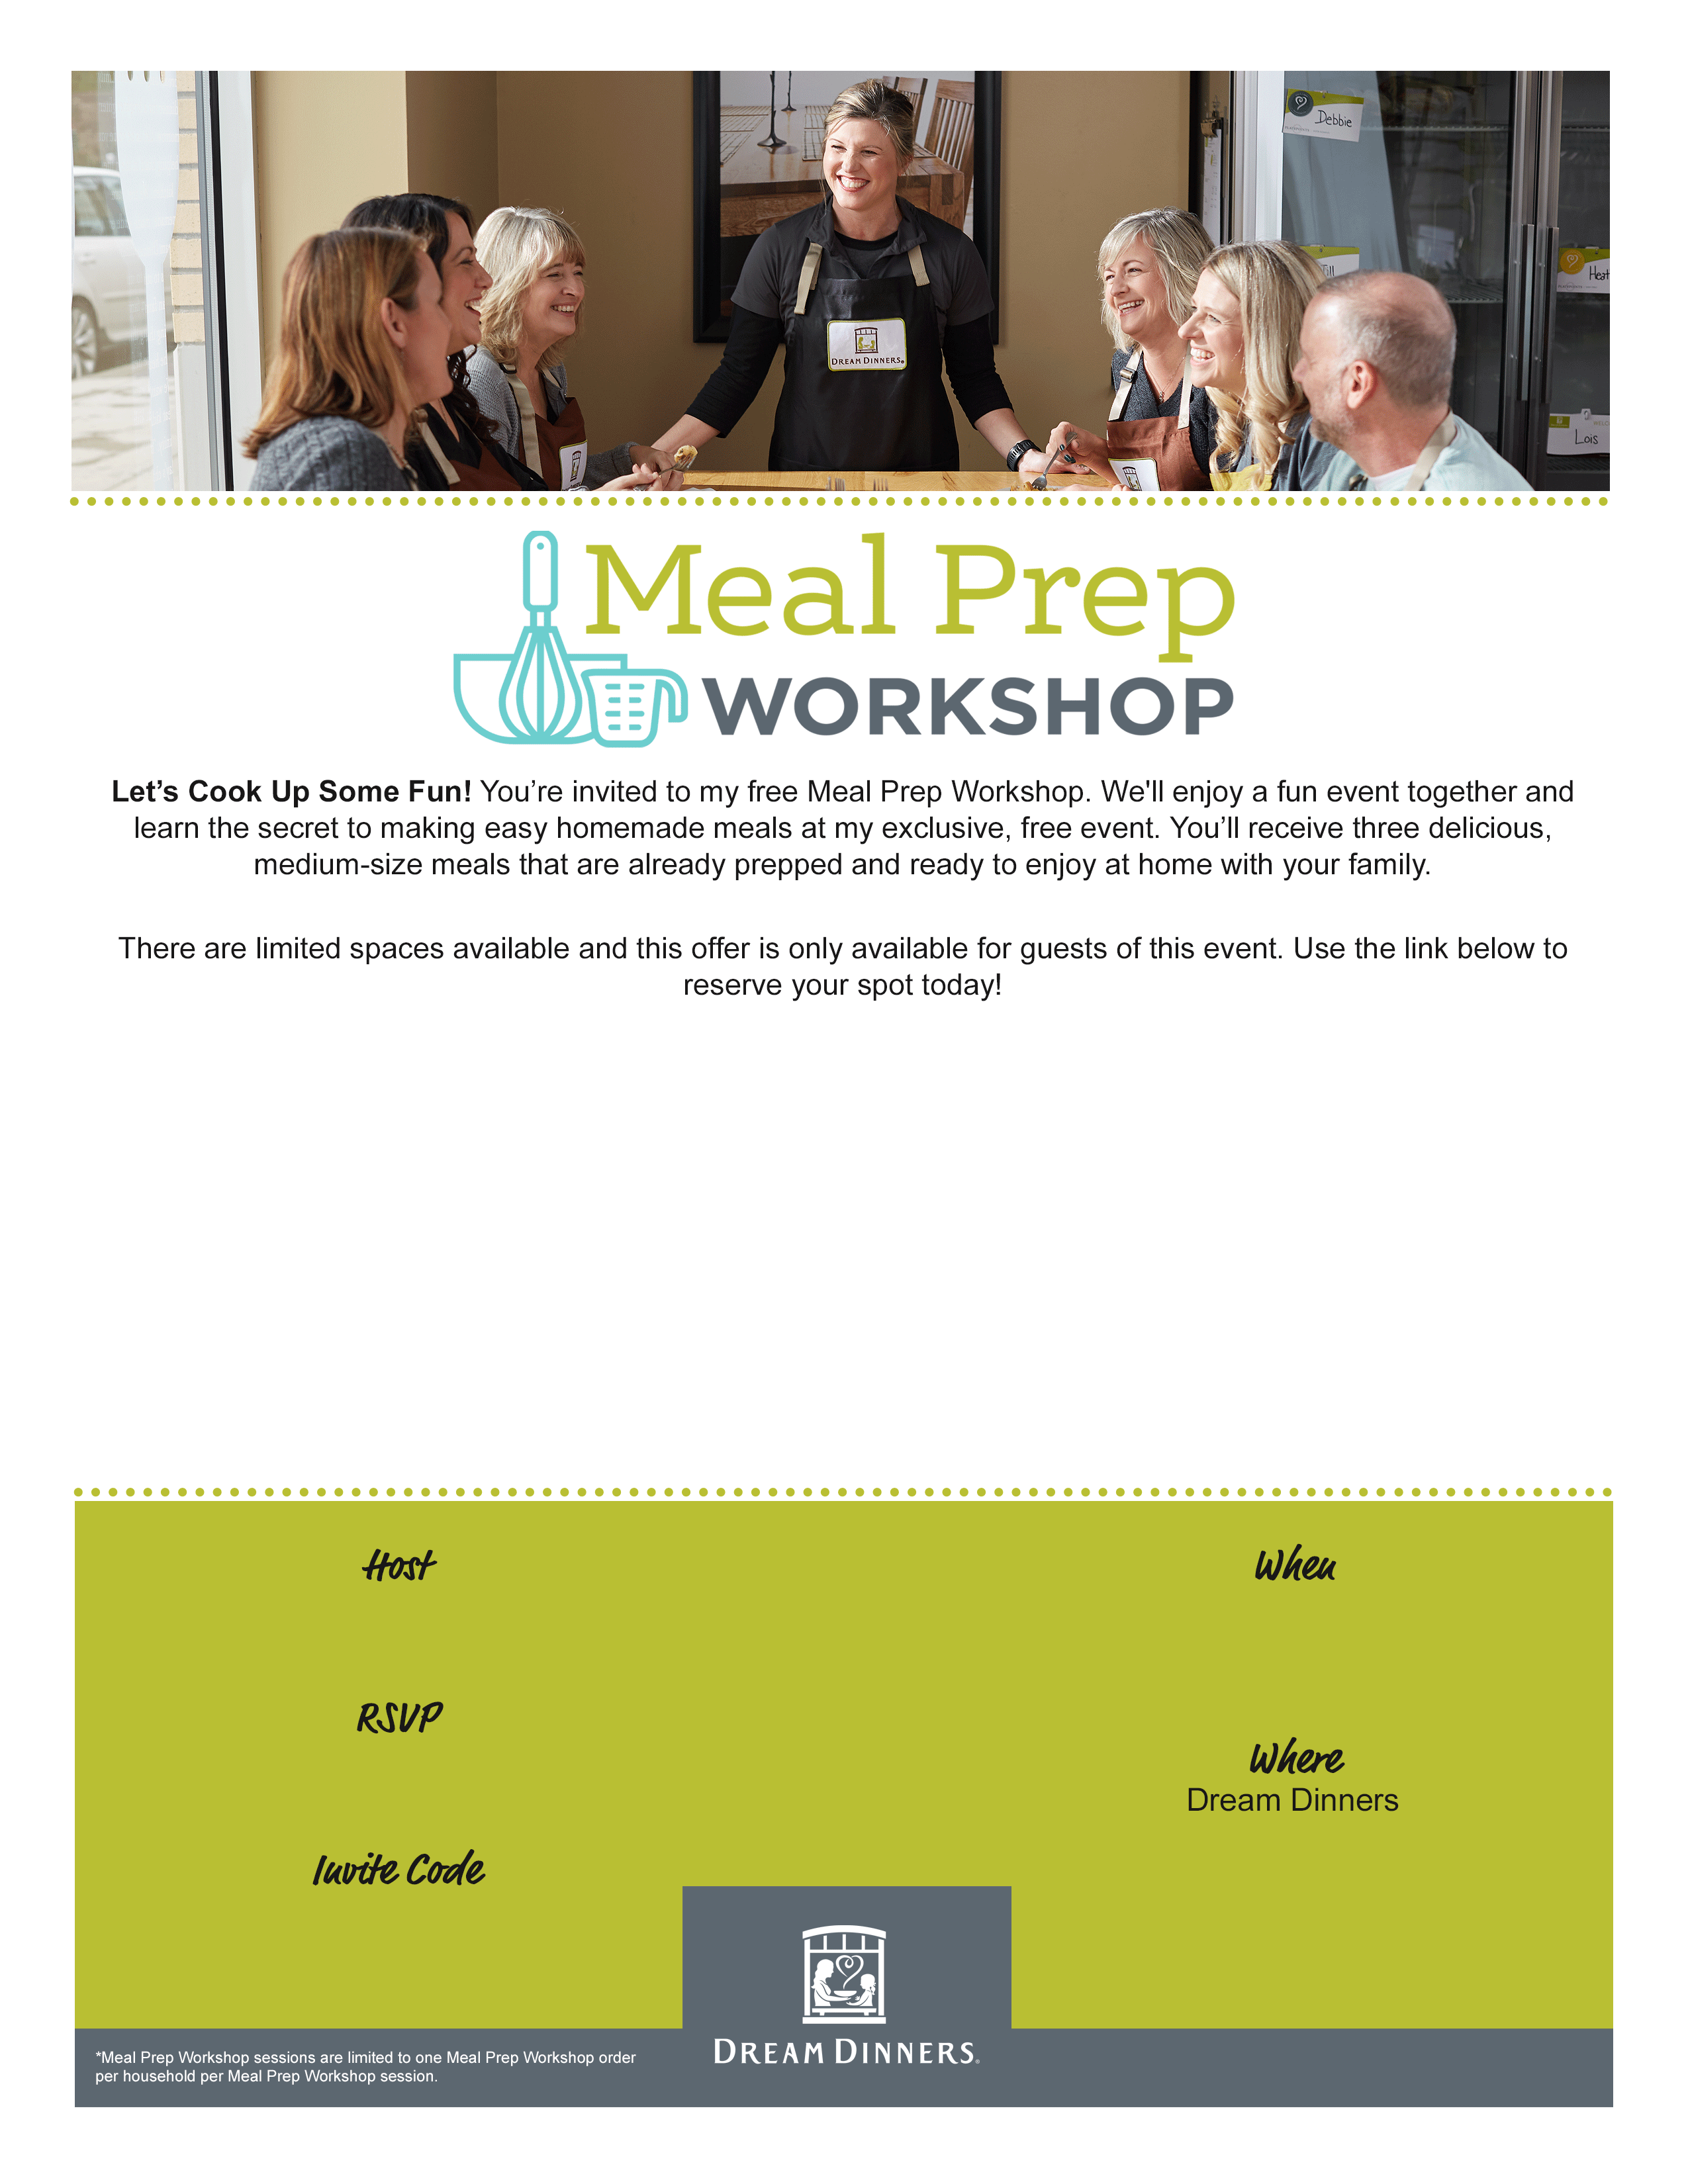 Debbie
Jill
Heat
Lois
DREAM DINNERS
Meal Prep
WORKSHOP
Let’s Cook Up Some Fun! You’re invited to my free Meal Prep Workshop. We'll enjoy a fun event together and
learn the secret to making easy homemade meals at my exclusive, free event. You’ll receive three delicious,
medium-size meals that are already prepped and ready to enjoy at home with your family.
There are limited spaces available and this offer is only available for guests of this event. Use the link below to
reserve your spot today!
Host
When
RSVP
Where
Dream Dinners
Invite Code
DREAM DINNERS®
*Meal Prep Workshop sessions are limited to one Meal Prep Workshop order
per household per Meal Prep Workshop session.